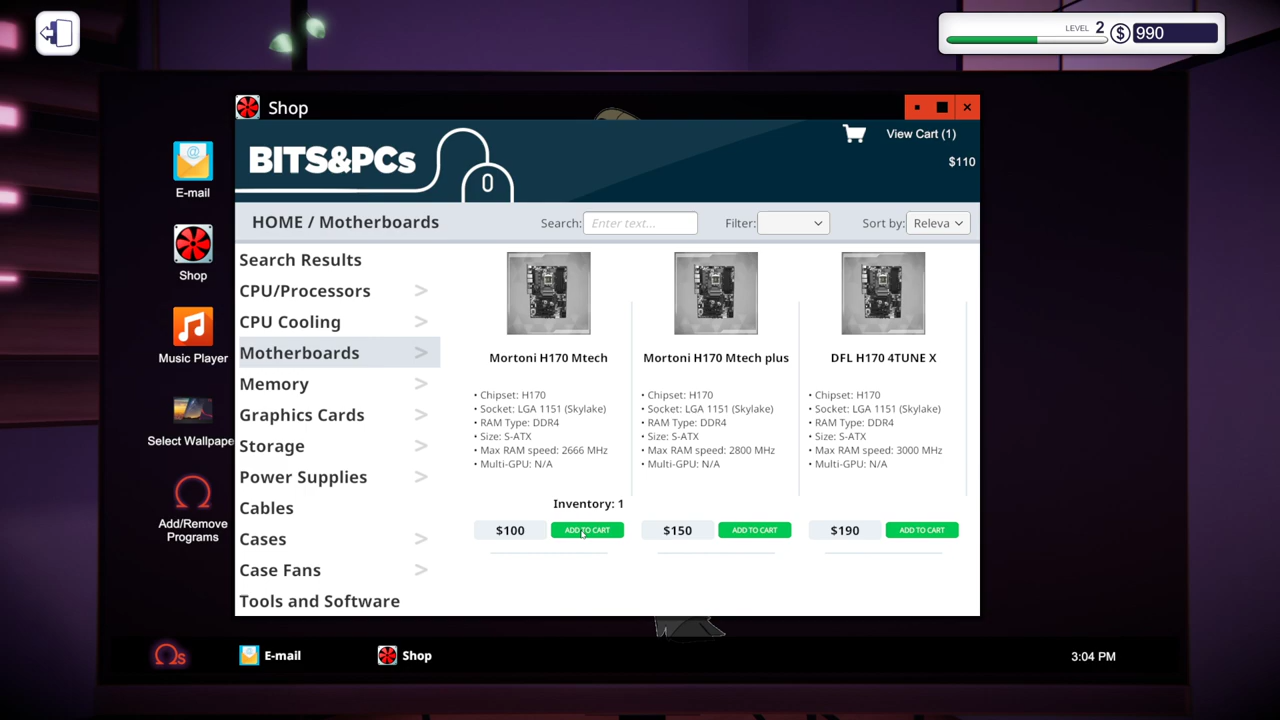 LEVEL 2
$ 990
Shop
BITS&PCs
View Cart (1)
$110
HOME / Motherboards
Search: Enter text...
Filter:
Sort by: Releva
E-mail
Shop
Music Player
Select Wallpape
Add/Remove
Programs
Search Results
CPU/Processors >
CPU Cooling >
Motherboards >
Memory >
Graphics Cards >
Storage >
Power Supplies >
Cables
Cases >
Case Fans >
Tools and Software
Mortoni H170 Mtech
• Chipset: H170
• Socket: LGA 1151 (Skylake)
• RAM Type: DDR4
• Size: S-ATX
• Max RAM speed: 2666 MHz
• Multi-GPU: N/A
Inventory: 1
$100 ADD TO CART
Mortoni H170 Mtech plus
• Chipset: H170
• Socket: LGA 1151 (Skylake)
• RAM Type: DDR4
• Size: S-ATX
• Max RAM speed: 2800 MHz
• Multi-GPU: N/A
$150 ADD TO CART
DFL H170 4TUNE X
• Chipset: H170
• Socket: LGA 1151 (Skylake)
• RAM Type: DDR4
• Size: S-ATX
• Max RAM speed: 3000 MHz
• Multi-GPU: N/A
$190 ADD TO CART
Ωs
E-mail
Shop
3:04 PM